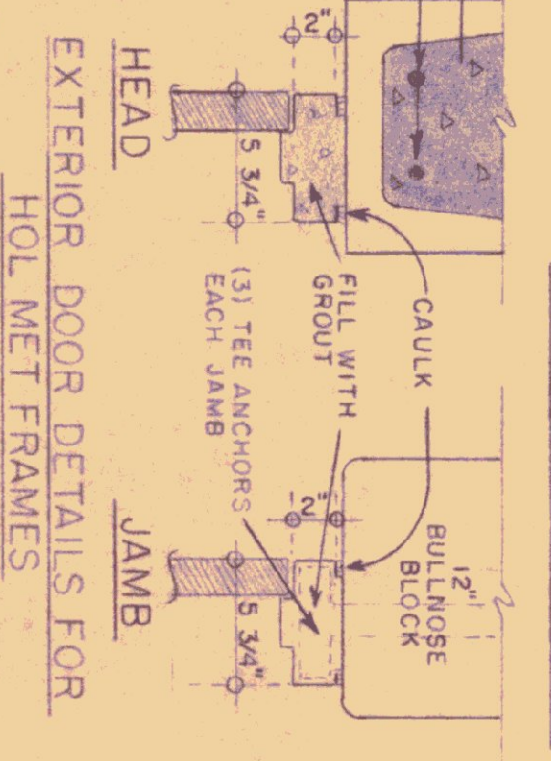 2"
5 3/4"
CAULK
FILL WITH
GROUT
(3) TEE ANCHORS
EACH JAMB
12"
BULLNOSE
BLOCK
2"
5 3/4"
HEAD
JAMB
EXTERIOR DOOR DETAILS FOR
HOL MET FRAMES